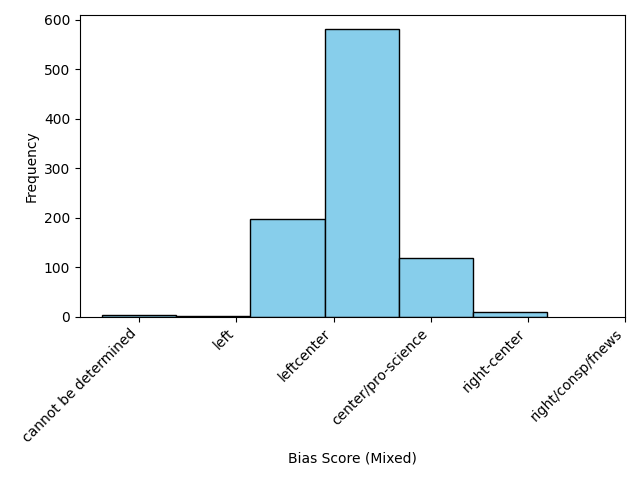 600
500
400
300
200
100
0
Frequency
cannot be determined
left
leftcenter
center/pro-science
right-center
right/consp/fnews
Bias Score (Mixed)